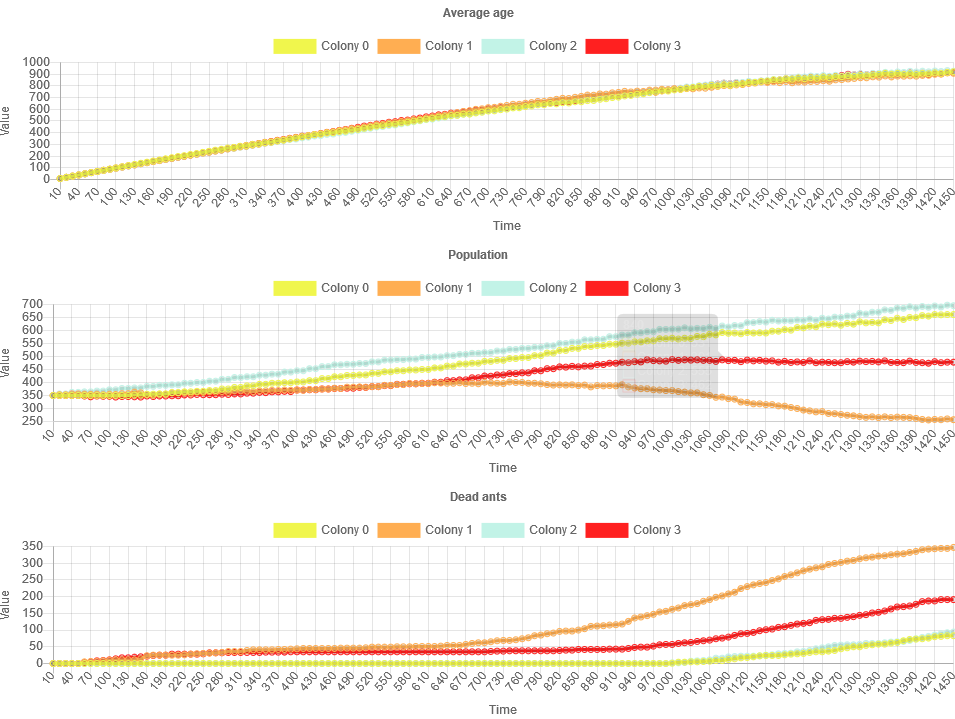 Average age
Colony 0 Colony 1 Colony 2 Colony 3
1000
900
800
700
600
500
400
300
200
100
0
Value
10 40 70 100 130 160 190 220 250 280 310 340 370 400 430 460 490 520 550 580 610 640 670 700 730 760 790 820 850 880 910 940 970 1000 1030 1060 1090 1120 1150 1180 1210 1240 1270 1300 1330 1360 1390 1420 1450
Time
Population
Colony 0 Colony 1 Colony 2 Colony 3
700
650
600
550
500
450
400
350
300
250
Value
10 40 70 100 130 160 190 220 250 280 310 340 370 400 430 460 490 520 550 580 610 640 670 700 730 760 790 820 850 880 910 940 970 1000 1030 1060 1090 1120 1150 1180 1210 1240 1270 1300 1330 1360 1390 1420 1450
Time
Dead ants
Colony 0 Colony 1 Colony 2 Colony 3
350
300
250
200
150
100
50
0
Value
10 40 70 100 130 160 190 220 250 280 310 340 370 400 430 460 490 520 550 580 610 640 670 700 730 760 790 820 850 880 910 940 970 1000 1030 1060 1090 1120 1150 1180 1210 1240 1270 1300 1330 1360 1390 1420 1450
Time